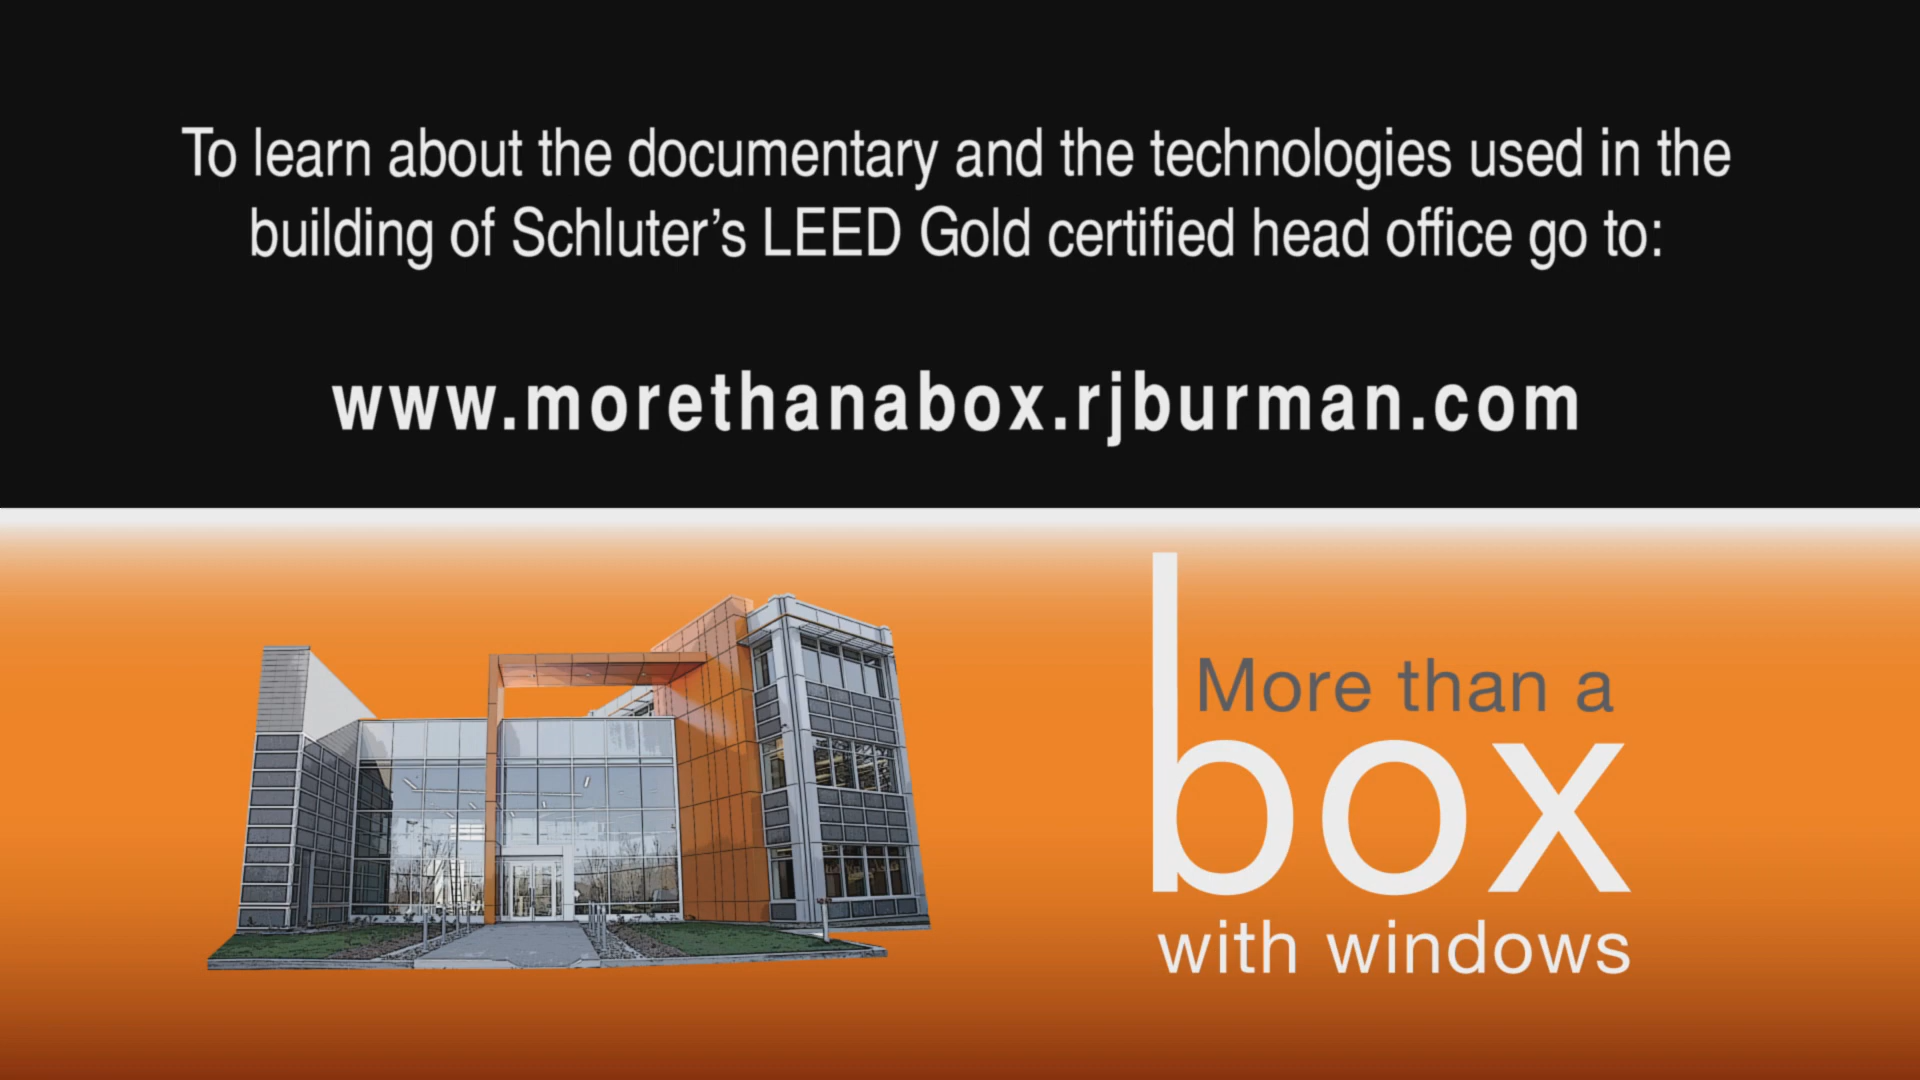 To learn about the documentary and the technologies used in the
building of Schluter’s LEED Gold certified head office go to:
www.morethanabox.rjburman.com
More than a
box
with windows